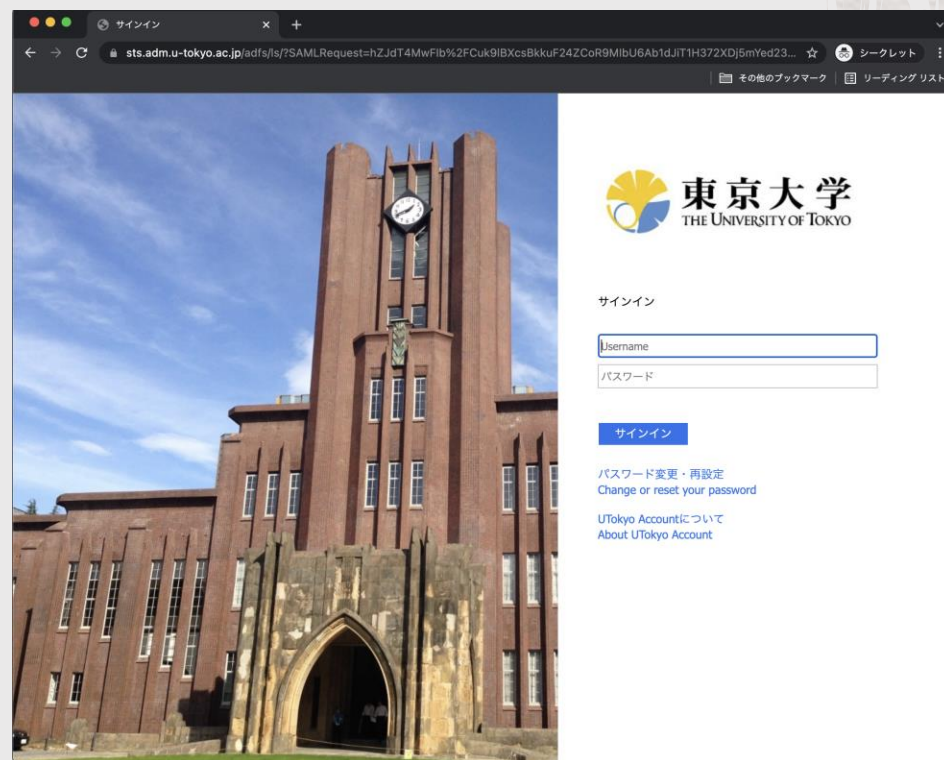 サインイン
sts.adm.u-tokyo.ac.jp/adfs/ls/?SAMLRequest=hZJdT4MwFIb%2FCuk9lBXcsBkkuF24ZCoR9MIbU6Ab1dJiT1H372XDj5mYed23...
シークレット
その他のブックマーク
リーディング リスト
東京大学
THE UNIVERSITY OF TOKYO
サインイン
Username
パスワード
サインイン
パスワード変更・再設定
Change or reset your password
UTokyo Accountについて
About UTokyo Account